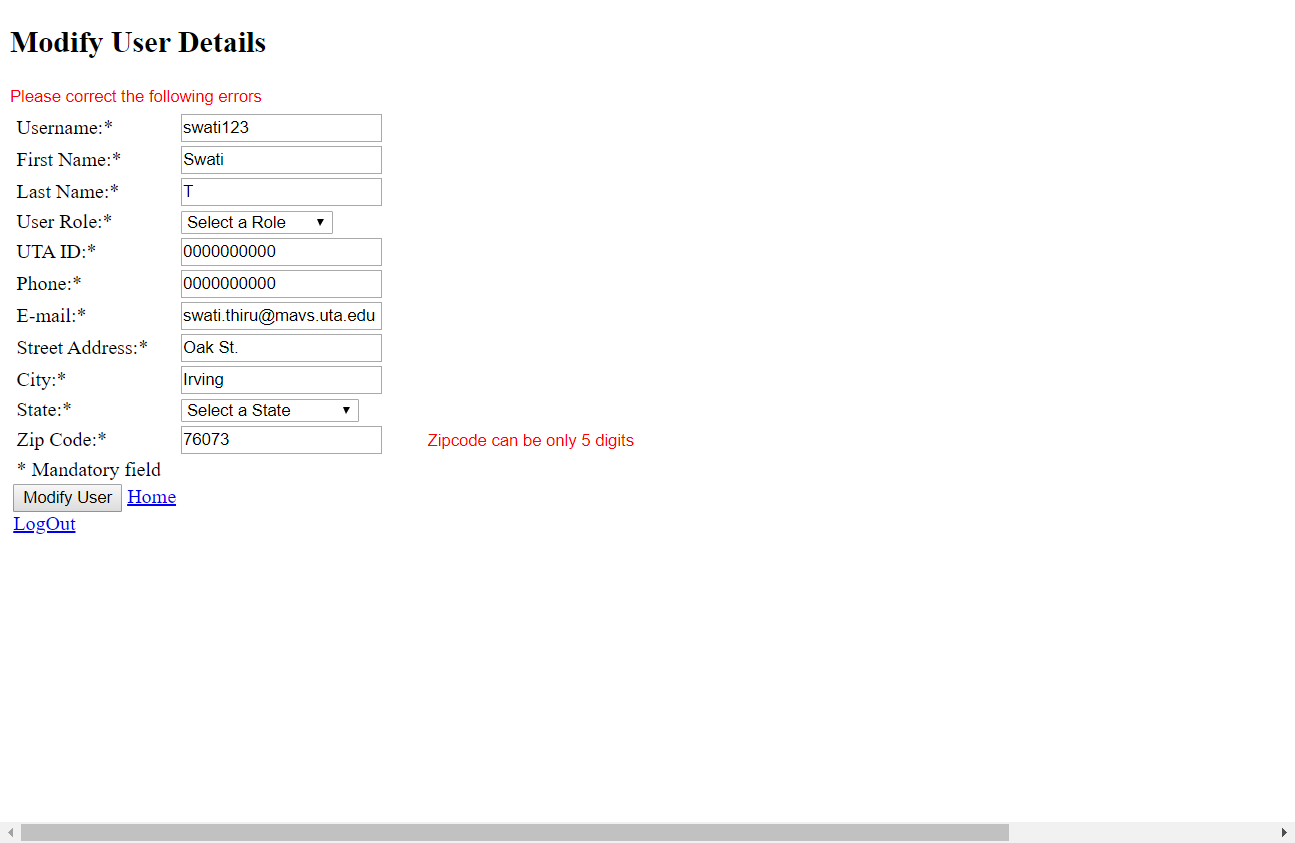 Modify User Details
Please correct the following errors
Username:* swati123
First Name:* Swati
Last Name:* T
User Role:* Select a Role
UTA ID:* 0000000000
Phone:* 0000000000
E-mail:* swati.thiru@mavs.uta.edu
Street Address:* Oak St.
City:* Irving
State:* Select a State
Zip Code:* 76073 Zipcode can be only 5 digits
* Mandatory field
Modify User Home
LogOut